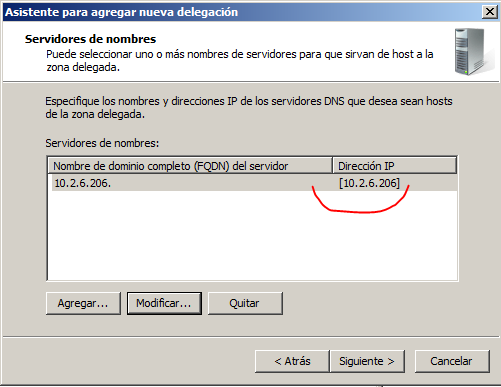 Asistente para agregar nueva delegación
Servidores de nombres
Puede seleccionar uno o más nombres de servidores para que sirvan de host a la
zona delegada.
Especifique los nombres y direcciones IP de los servidores DNS que desea sean hosts
de la zona delegada.
Servidores de nombres:
Nombre de dominio completo (FQDN) del servidor Dirección IP
10.2.6.206. [10.2.6.206]
Agregar... Modificar... Quitar
< Atrás Siguiente > Cancelar